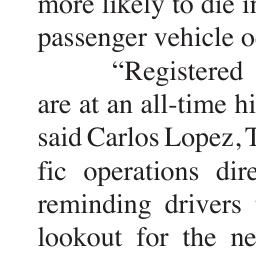 more likely to die in
passenger vehicle
"Registered
are at an all-time
said Carlos Lopez,
fic operations
reminding drivers
lookout for the